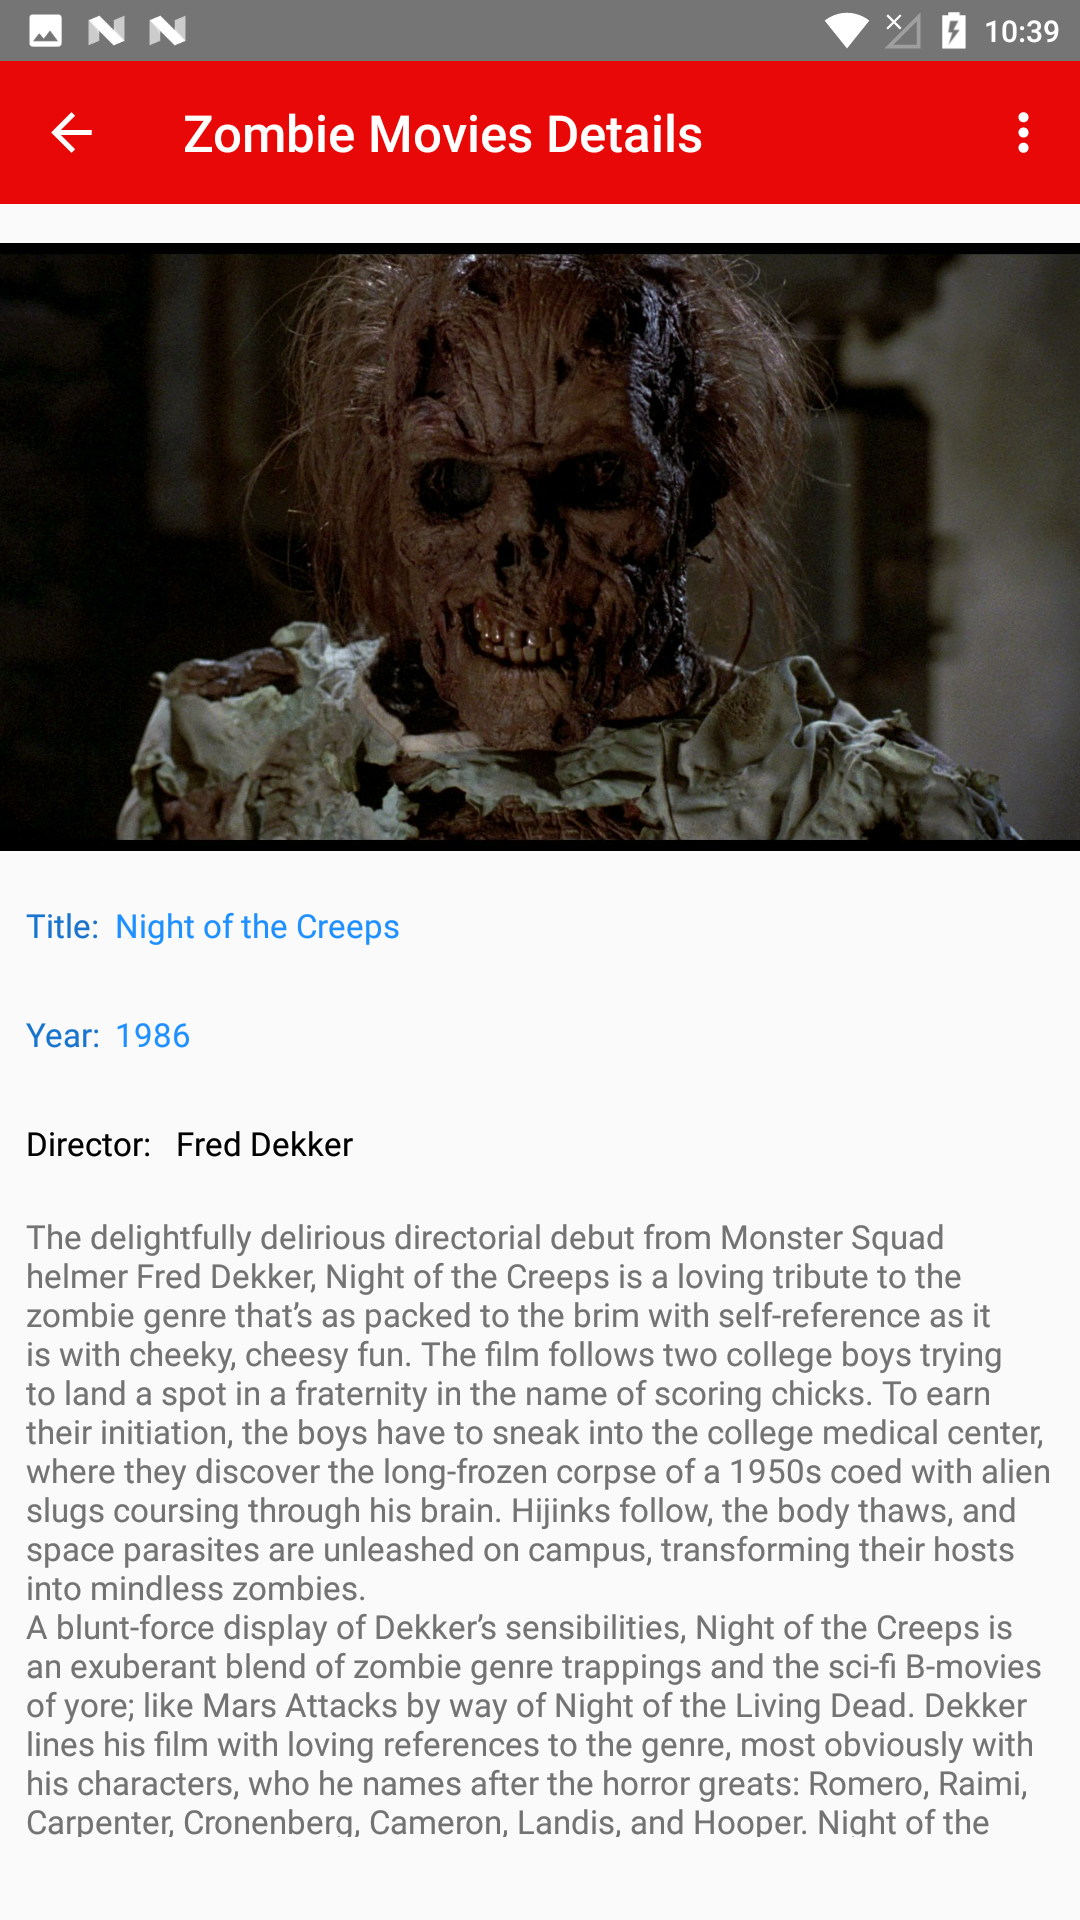 10:39
Zombie Movies Details
Title: Night of the Creeps
Year: 1986
Director: Fred Dekker
The delightfully delirious directorial debut from Monster Squad
helmer Fred Dekker, Night of the Creeps is a loving tribute to the
zombie genre that’s as packed to the brim with self-reference as it
is with cheeky, cheesy fun. The film follows two college boys trying
to land a spot in a fraternity in the name of scoring chicks. To earn
their initiation, the boys have to sneak into the college medical center,
where they discover the long-frozen corpse of a 1950s coed with alien
slugs coursing through his brain. Hijinks follow, the body thaws, and
space parasites are unleashed on campus, transforming their hosts
into mindless zombies.
A blunt-force display of Dekker’s sensibilities, Night of the Creeps is
an exuberant blend of zombie genre trappings and the sci-fi B-movies
of yore; like Mars Attacks by way of Night of the Living Dead. Dekker
lines his film with loving references to the genre, most obviously with
his characters, who he names after the horror greats: Romero, Raimi,
Carpenter, Cronenberg, Cameron, Landis, and Hooper. Night of the